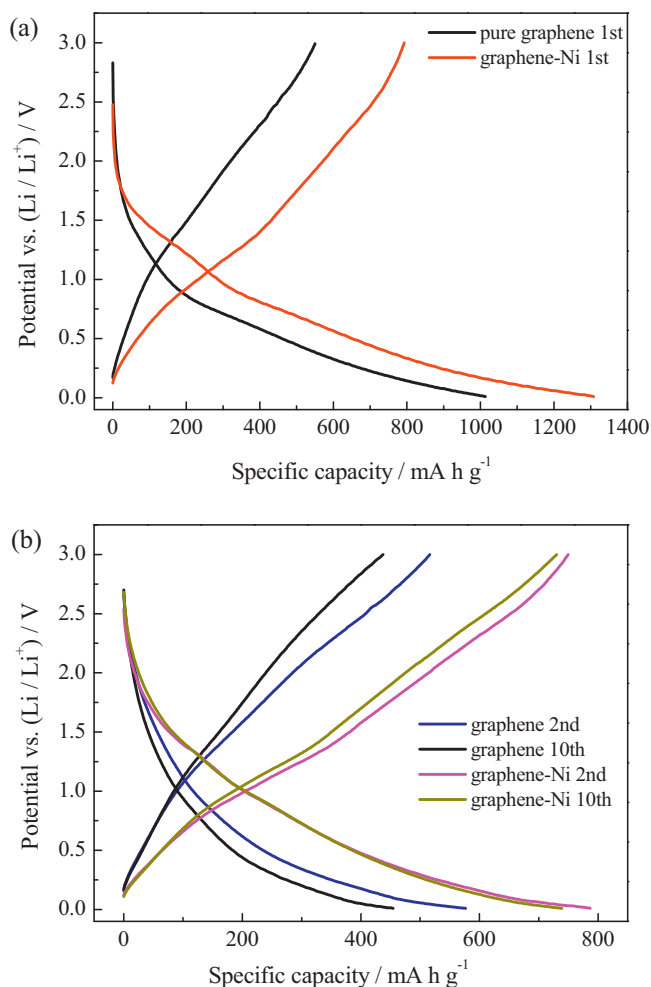 (a)
pure graphene 1st
graphene-Ni 1st
3.0
2.5
2.0
1.5
1.0
0.5
0.0
Potential vs. (Li / Li⁺) / V
0 200 400 600 800 1000 1200 1400
Specific capacity / mA h g⁻¹
(b)
3.0
2.5
2.0
1.5
1.0
0.5
0.0
Potential vs. (Li / Li⁺) / V
graphene 2nd
graphene 10th
graphene-Ni 2nd
graphene-Ni 10th
0 200 400 600 800
Specific capacity / mA h g⁻¹